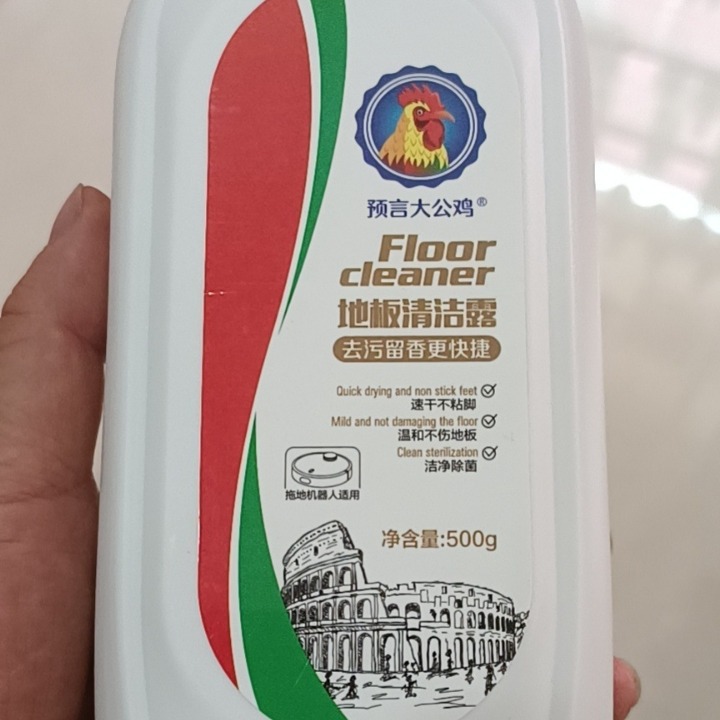 预言大公鸡®
Floor
cleaner
地板清洁露
去污留香更快捷
Quick drying and non stick feet
速干不粘脚
Mild and not damaging the floor
温和不伤地板
Clean sterilization
洁净除菌
拖地机器人适用
净含量:500g